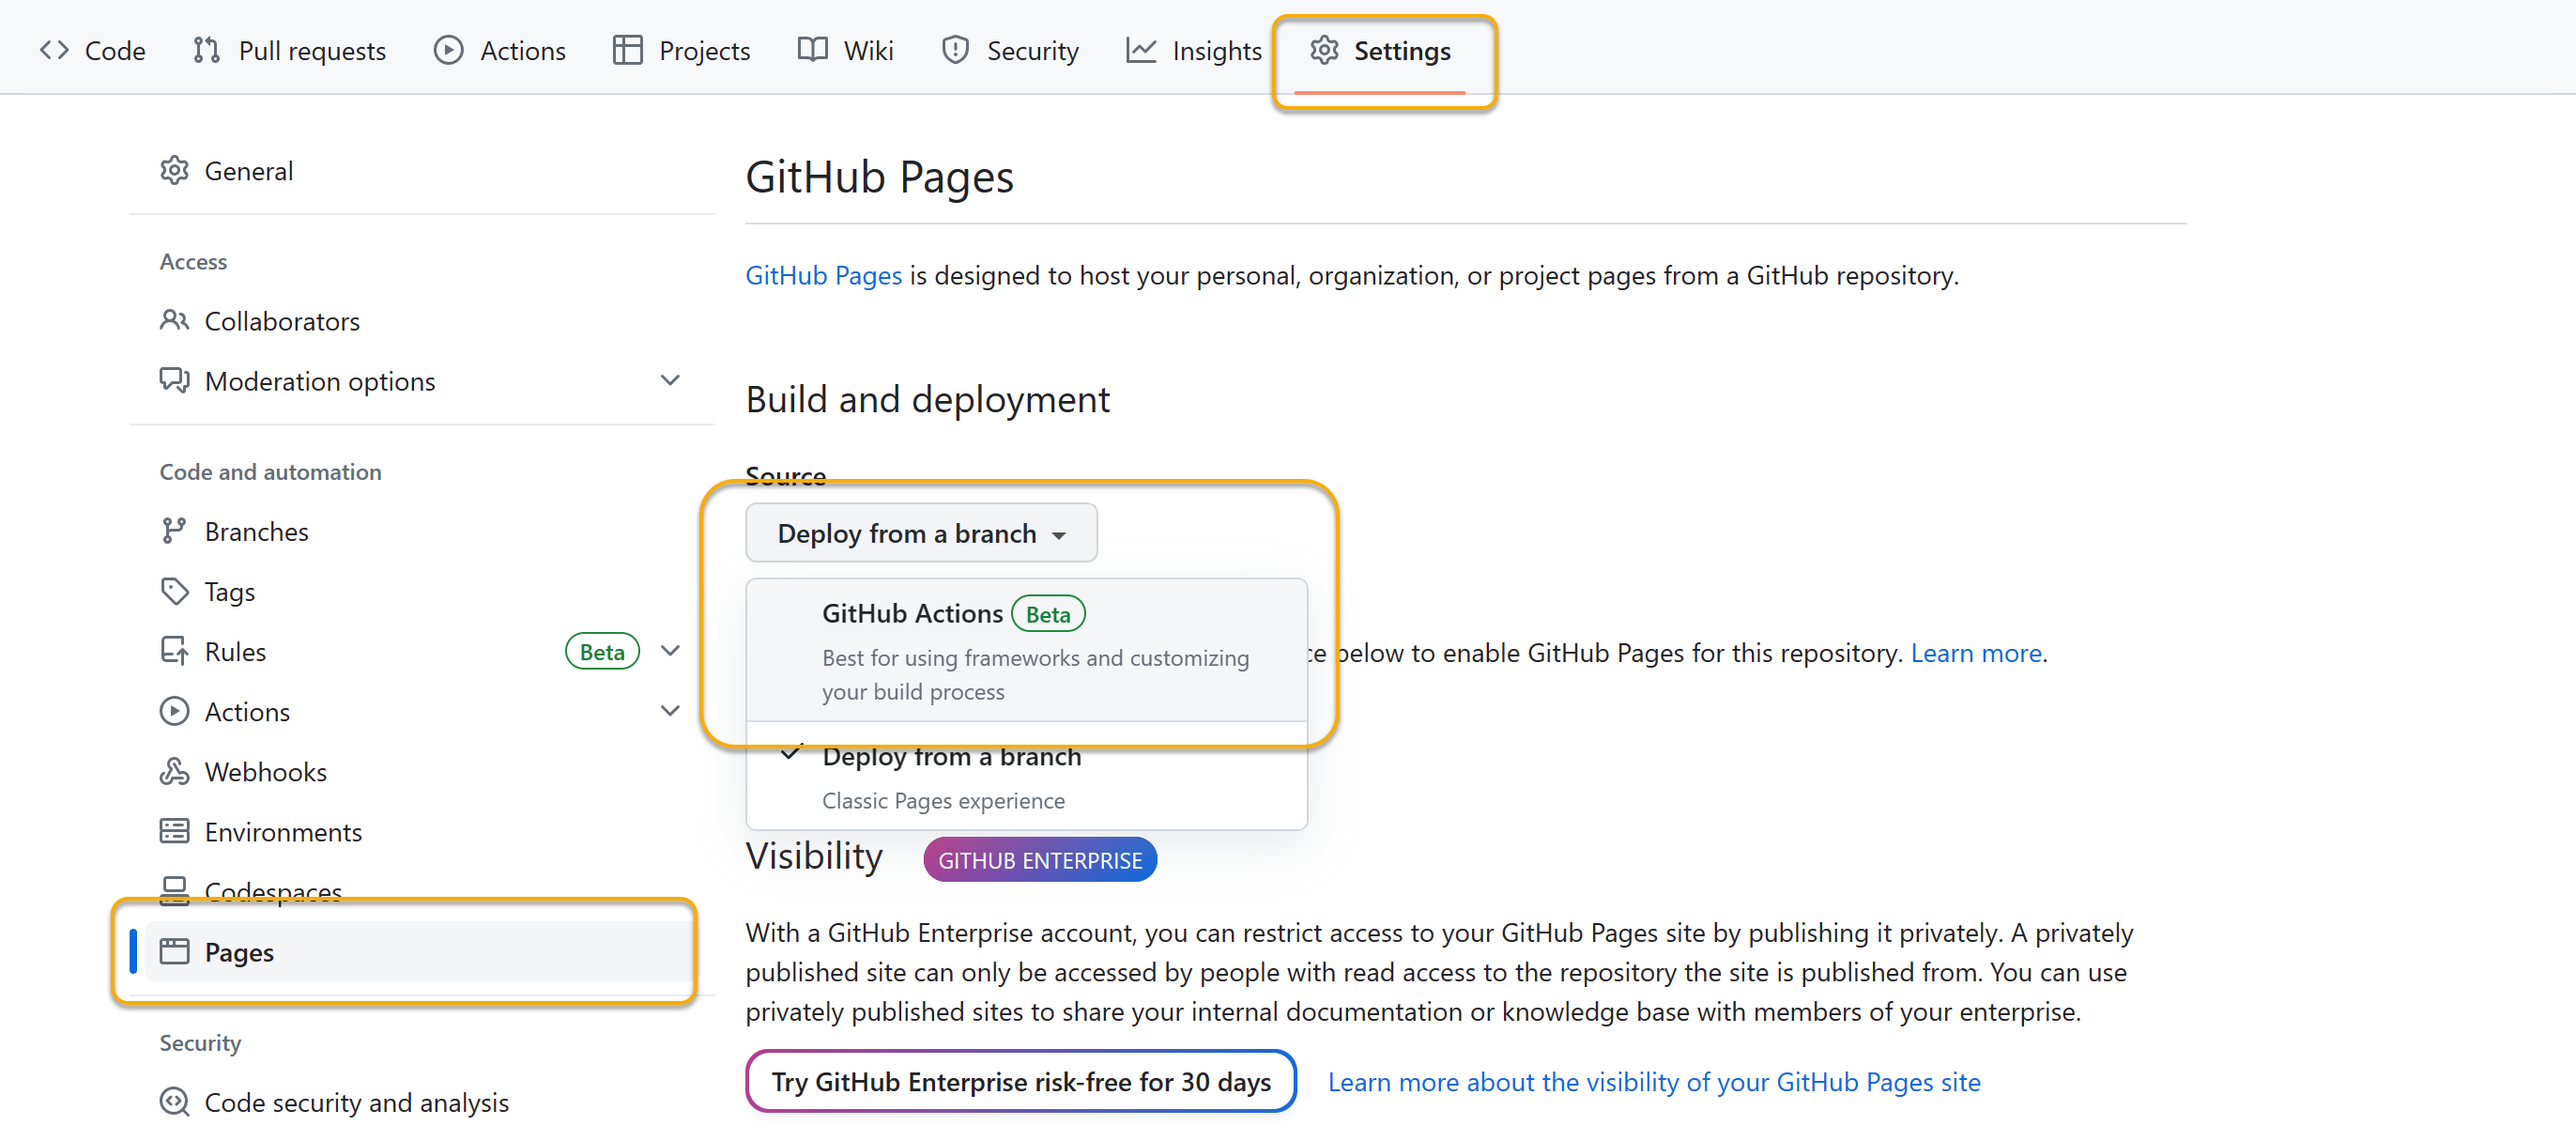 Code Pull requests Actions Projects Wiki Security Insights Settings
General
Access
Collaborators
Moderation options
Code and automation
Branches
Tags
Rules Beta
Actions
Webhooks
Environments
Codespaces
Pages
Security
Code security and analysis
GitHub Pages
GitHub Pages is designed to host your personal, organization, or project pages from a GitHub repository.
Build and deployment
Source
Deploy from a branch
GitHub Actions Beta
Best for using frameworks and customizing
your build process
below to enable GitHub Pages for this repository. Learn more.
Deploy from a branch
Classic Pages experience
Visibility GITHUB ENTERPRISE
With a GitHub Enterprise account, you can restrict access to your GitHub Pages site by publishing it privately. A privately
published site can only be accessed by people with read access to the repository the site is published from. You can use
privately published sites to share your internal documentation or knowledge base with members of your enterprise.
Try GitHub Enterprise risk-free for 30 days Learn more about the visibility of your GitHub Pages site